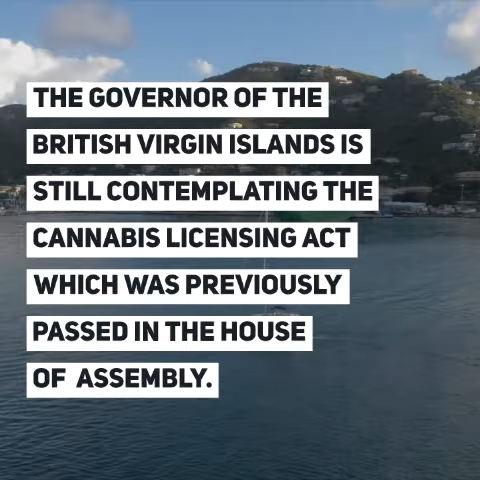 THE GOVERNOR OF THE
BRITISH VIRGIN ISLANDS IS
STILL CONTEMPLATING THE
CANNABIS LICENSING ACT
WHICH WAS PREVIOUSLY
PASSED IN THE HOUSE
OF ASSEMBLY.